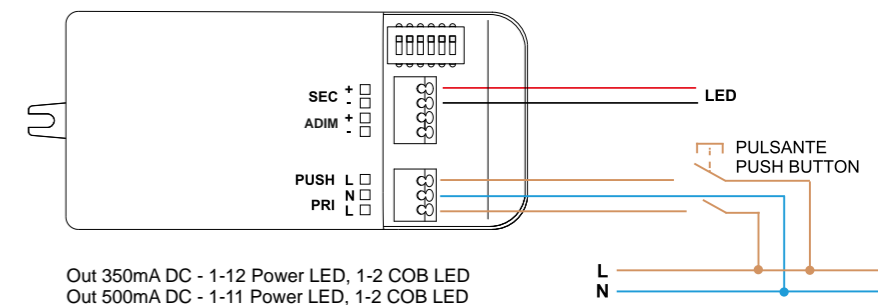 SEC + -
ADIM + -
LED
PULSANTE
PUSH BUTTON
PUSH L
N
PRI L
L
N
Out 350mA DC - 1-12 Power LED, 1-2 COB LED
Out 500mA DC - 1-11 Power LED, 1-2 COB LED